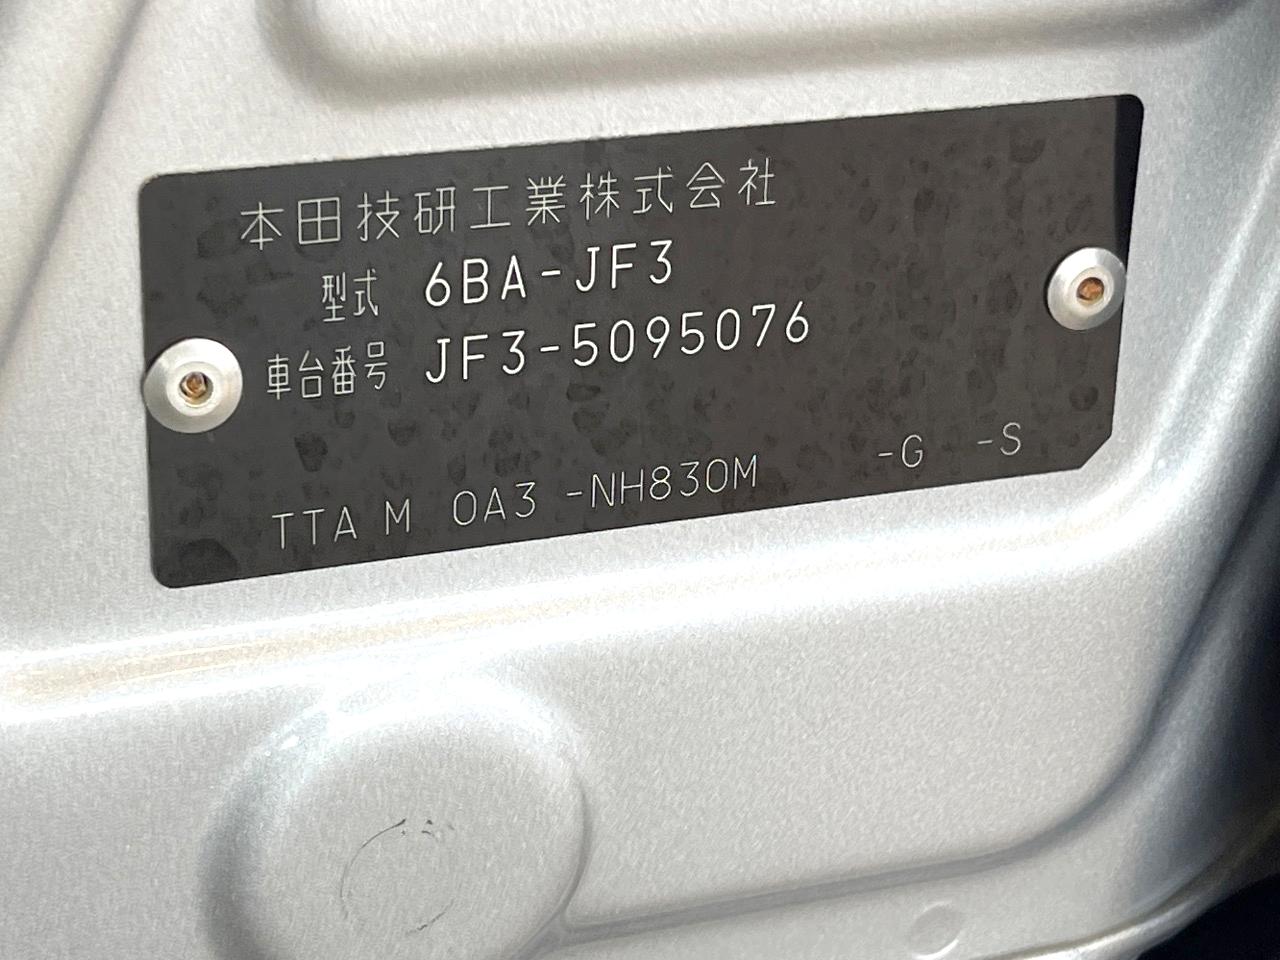 本田技研工業株式会社
型式 6BA-JF3
車台番号 JF3-5095076
TTA M 0A3 -NH830M -G -S